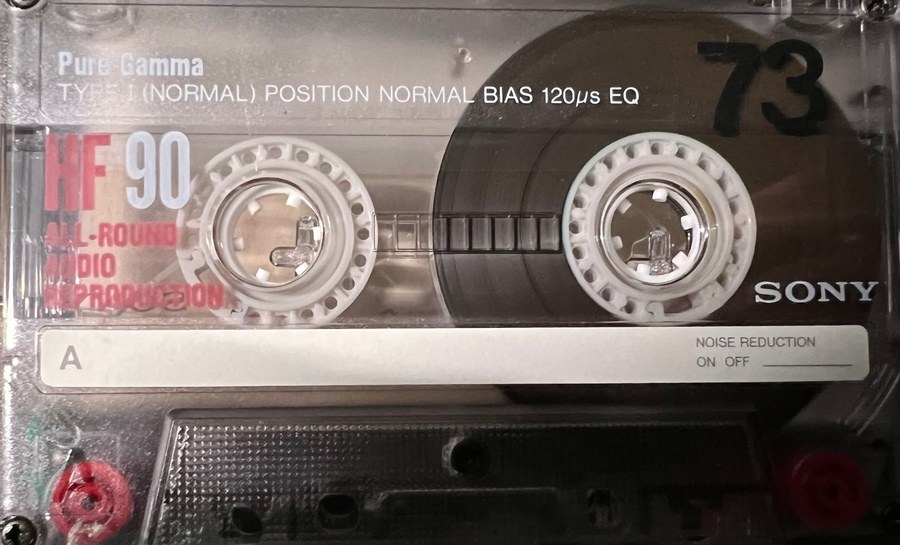 73
Pure Gamma
TYPE I (NORMAL) POSITION NORMAL BIAS 120μs EQ
HF 90
ALL-ROUND
AUDIO
REPRODUCTION
SONY
A
NOISE REDUCTION
ON OFF